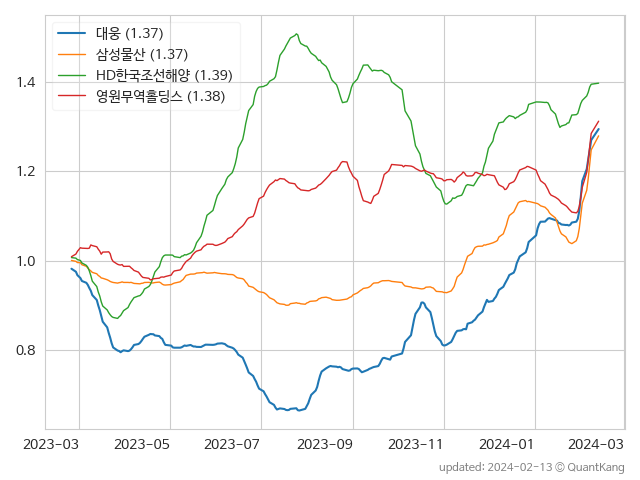 대웅 (1.37)
삼성물산 (1.37)
HD한국조선해양 (1.39)
영원무역홀딩스 (1.38)
1.4
1.2
1.0
0.8
2023-03 2023-05 2023-07 2023-09 2023-11 2024-01 2024-03
updated: 2024-02-13 © QuantKang